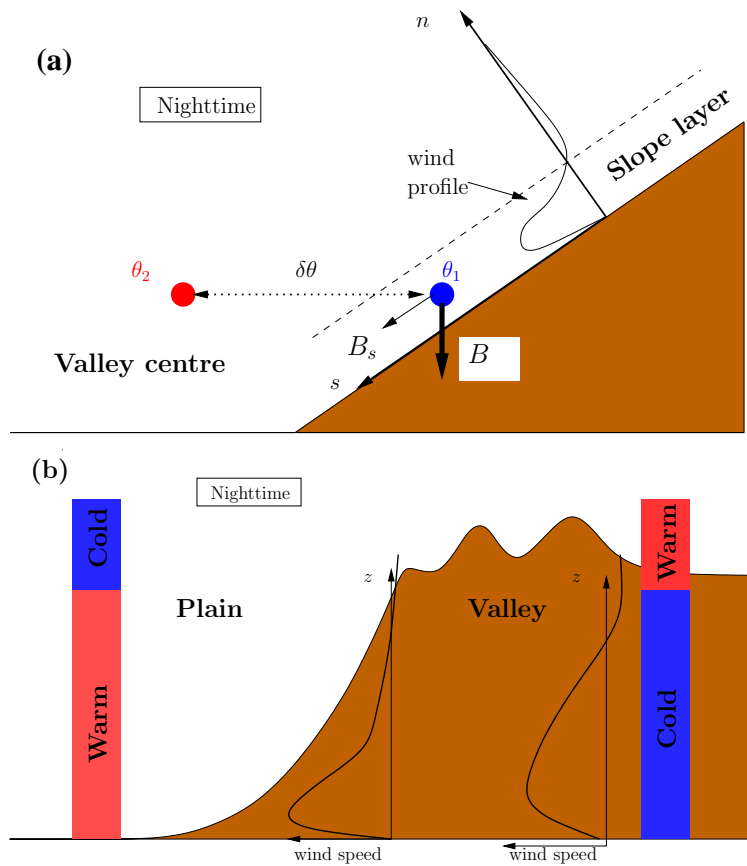 n
(a)
Nighttime
Slope layer
wind
profile
θ₂
δθ
θ₁
B_s
B
Valley centre
s
(b)
Nighttime
Cold
Warm
z
z
Plain
Valley
Warm
Cold
wind speed
wind speed